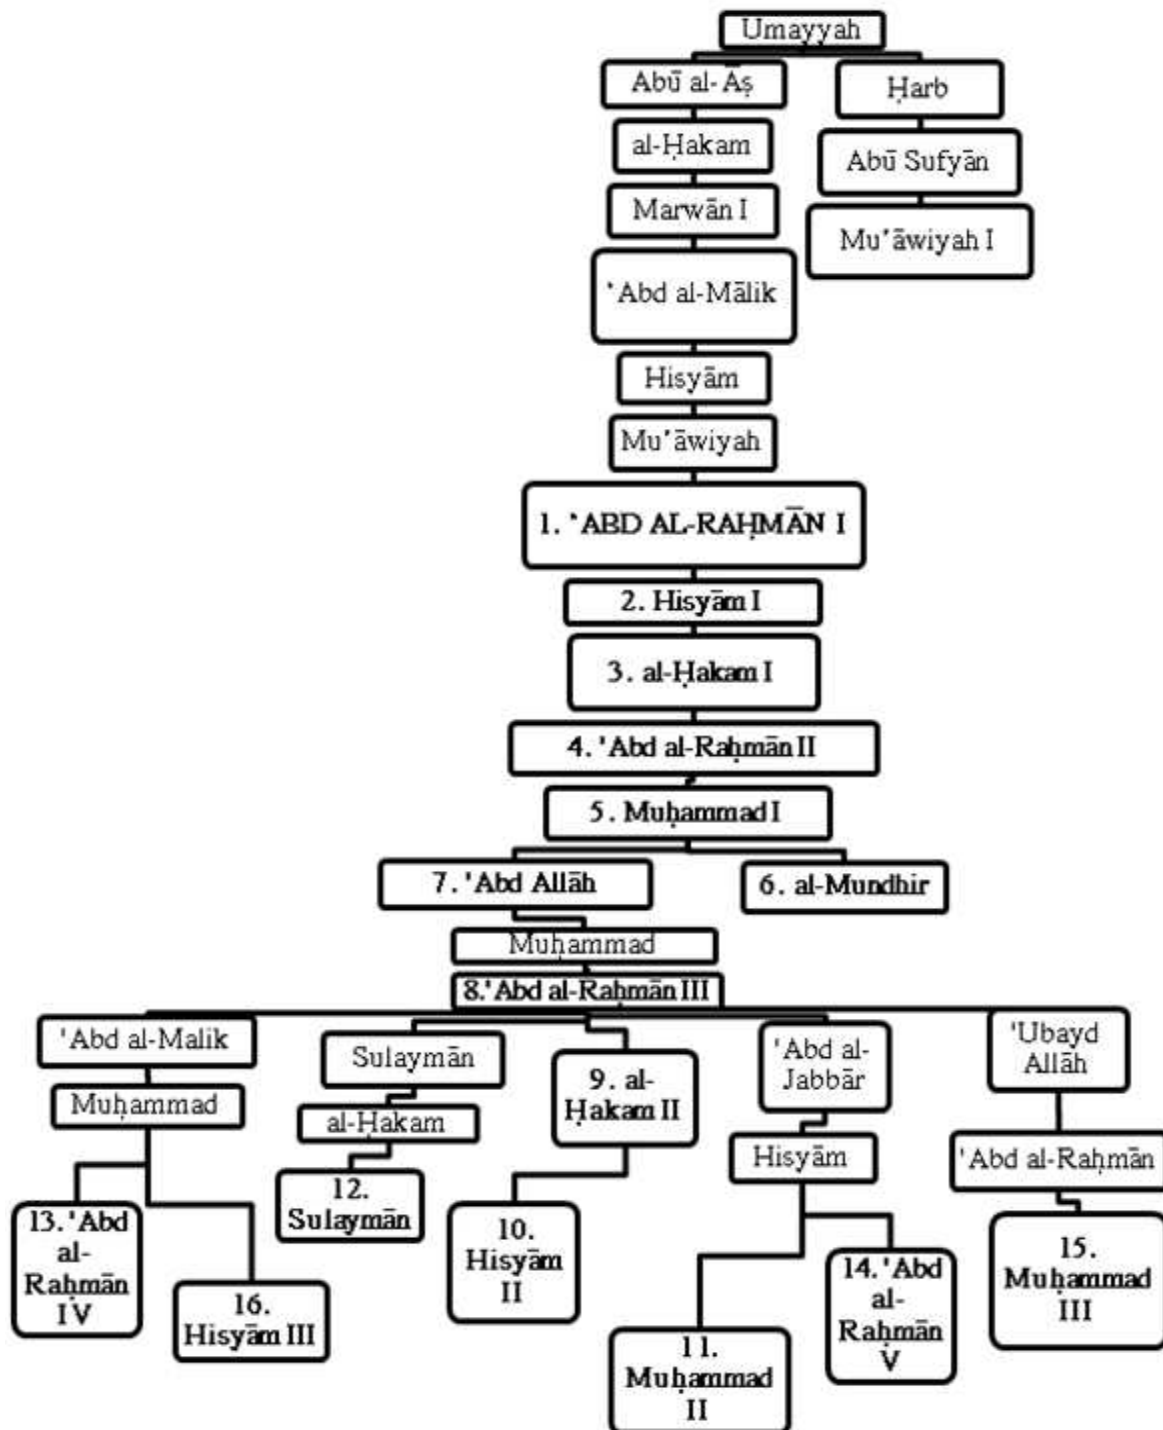 Umayyah
Abū al-Āṣ
Ḥarb
al-Ḥakam
Abū Sufyān
Marwān I
Mu'āwiyah I
'Abd al-Mālik
Hisyām
Mu'āwiyah
1. 'ABD AL-RAḤMĀN I
2. Hisyām I
3. al-Ḥakam I
4. 'Abd al-Raḥmān II
5. Muḥammad I
7. 'Abd Allāh
6. al-Mundhir
Muḥammad
8.'Abd al-Raḥmān III
'Abd al-Malik
Sulaymān
9. al-
Ḥakam II
'Abd al-
Jabbār
'Ubayd
Allāh
Muḥammad
al-Ḥakam
Hisyām
'Abd al-Raḥmān
13. 'Abd
al-
Raḥmān
IV
16.
Hisyām III
12.
Sulaymān
10.
Hisyām
II
11.
Muḥammad
II
14. 'Abd
al-
Raḥmān
V
15.
Muḥammad
III